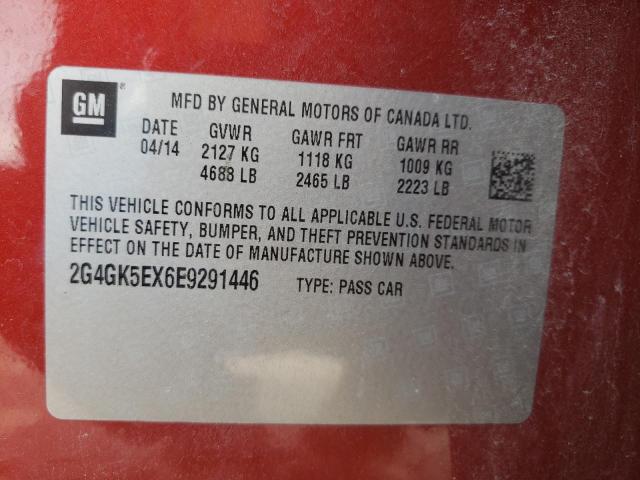 GM ®
MFD BY GENERAL MOTORS OF CANADA LTD.
DATE GVWR GAWR FRT GAWR RR
04/14 2127 KG 1118 KG 1009 KG
4688 LB 2465 LB 2223 LB
THIS VEHICLE CONFORMS TO ALL APPLICABLE U.S. FEDERAL MOTOR
VEHICLE SAFETY, BUMPER, AND THEFT PREVENTION STANDARDS IN
EFFECT ON THE DATE OF MANUFACTURE SHOWN ABOVE.
2G4GK5EX6E9291446 TYPE: PASS CAR